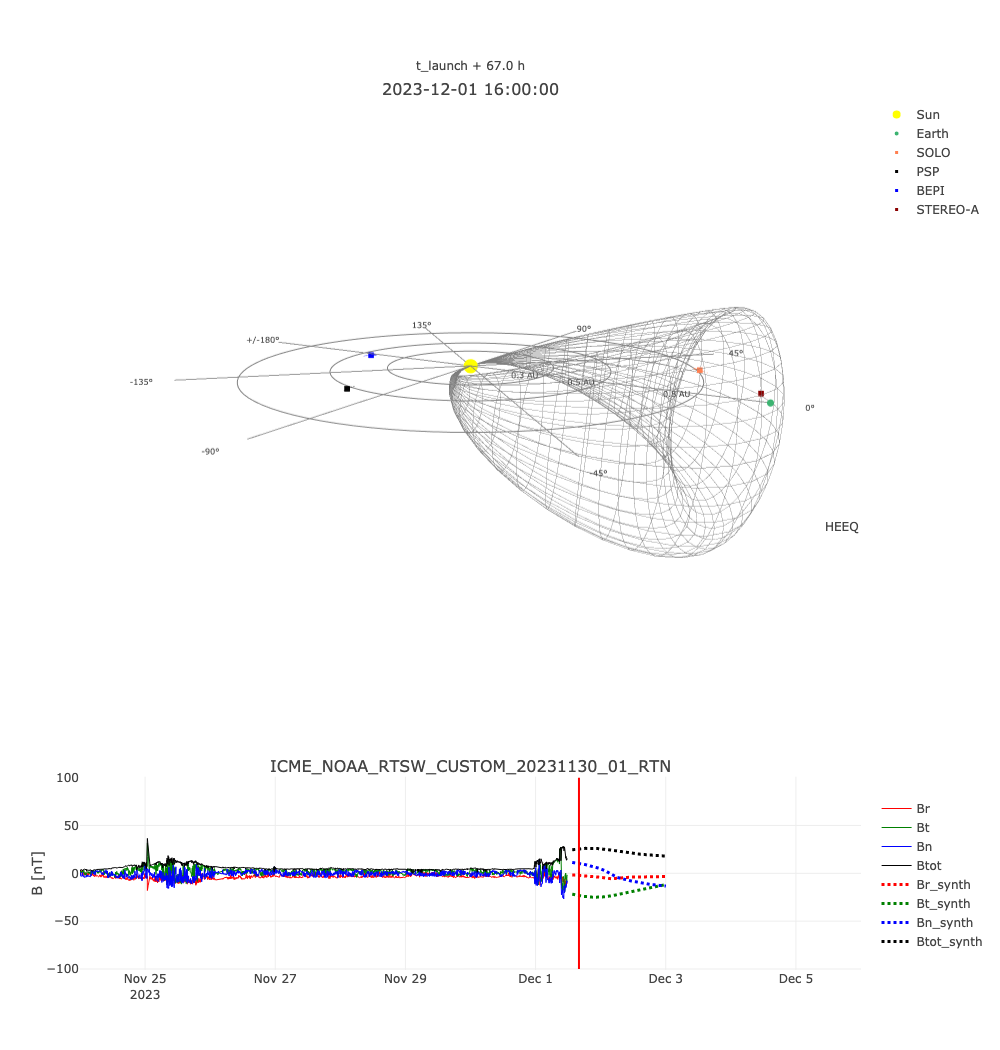 t_launch + 67.0 h
2023-12-01 16:00:00
Sun
Earth
SOLO
PSP
BEPI
STEREO-A
135°
90°
+/-180°
45°
-135°
0.3 AU
0.5 AU
0.8 AU
0°
-90°
-45°
HEEQ
ICME_NOAA_RTSW_CUSTOM_20231130_01_RTN
B [nT]
100
50
0
−50
−100
Nov 25
2023
Nov 27
Nov 29
Dec 1
Dec 3
Dec 5
Br
Bt
Bn
Btot
Br_synth
Bt_synth
Bn_synth
Btot_synth